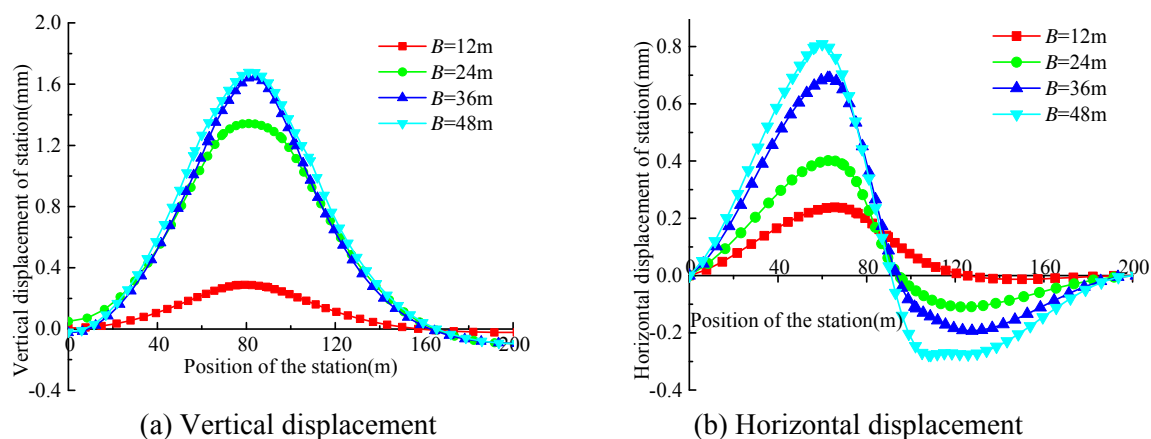 Vertical displacement of station(mm)
2.0
1.6
1.2
0.8
0.4
0.0
-0.4
0
40
80
120
160
200
Position of the station(m)
B=12m
B=24m
B=36m
B=48m
(a) Vertical displacement
Horizontal displacement of station(mm)
0.8
0.6
0.4
0.2
0.0
-0.2
-0.4
0
40
80
120
160
200
Position of the station(m)
B=12m
B=24m
B=36m
B=48m
(b) Horizontal displacement